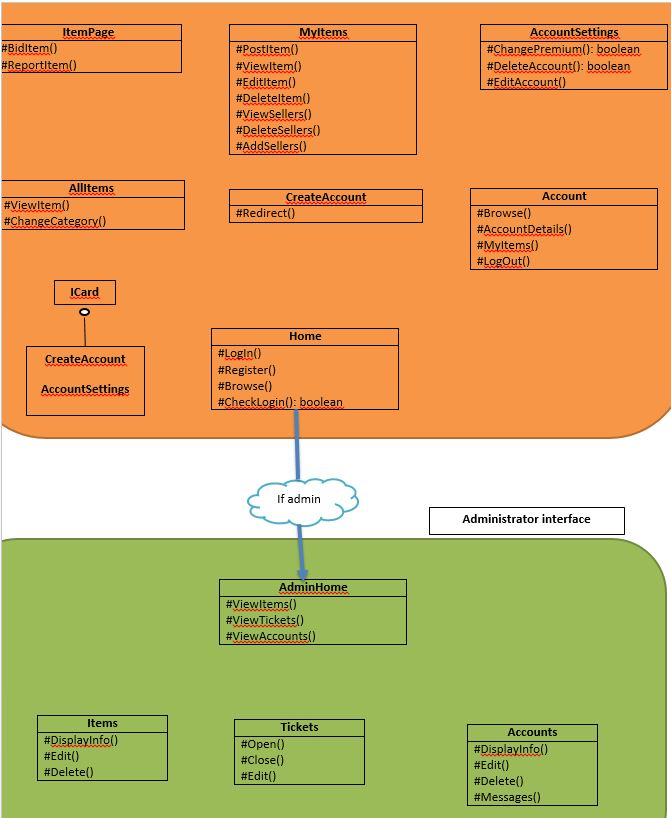 ItemPage
#BidItem()
#ReportItem()
MyItems
#PostItem()
#ViewItem()
#EditItem()
#DeleteItem()
#ViewSellers()
#DeleteSellers()
#AddSellers()
AccountSettings
#ChangePremium(): boolean
#DeleteAccount(): boolean
#EditAccount()
AllItems
#ViewItem()
#ChangeCategory()
CreateAccount
#Redirect()
Account
#Browse()
#AccountDetails()
#MyItems()
#LogOut()
ICard
CreateAccount
AccountSettings
Home
#LogIn()
#Register()
#Browse()
#CheckLogin(): boolean
If admin
Administrator interface
AdminHome
#ViewItems()
#ViewTickets()
#ViewAccounts()
Items
#DisplayInfo()
#Edit()
#Delete()
Tickets
#Open()
#Close()
#Edit()
Accounts
#DisplayInfo()
#Edit()
#Delete()
#Messages()